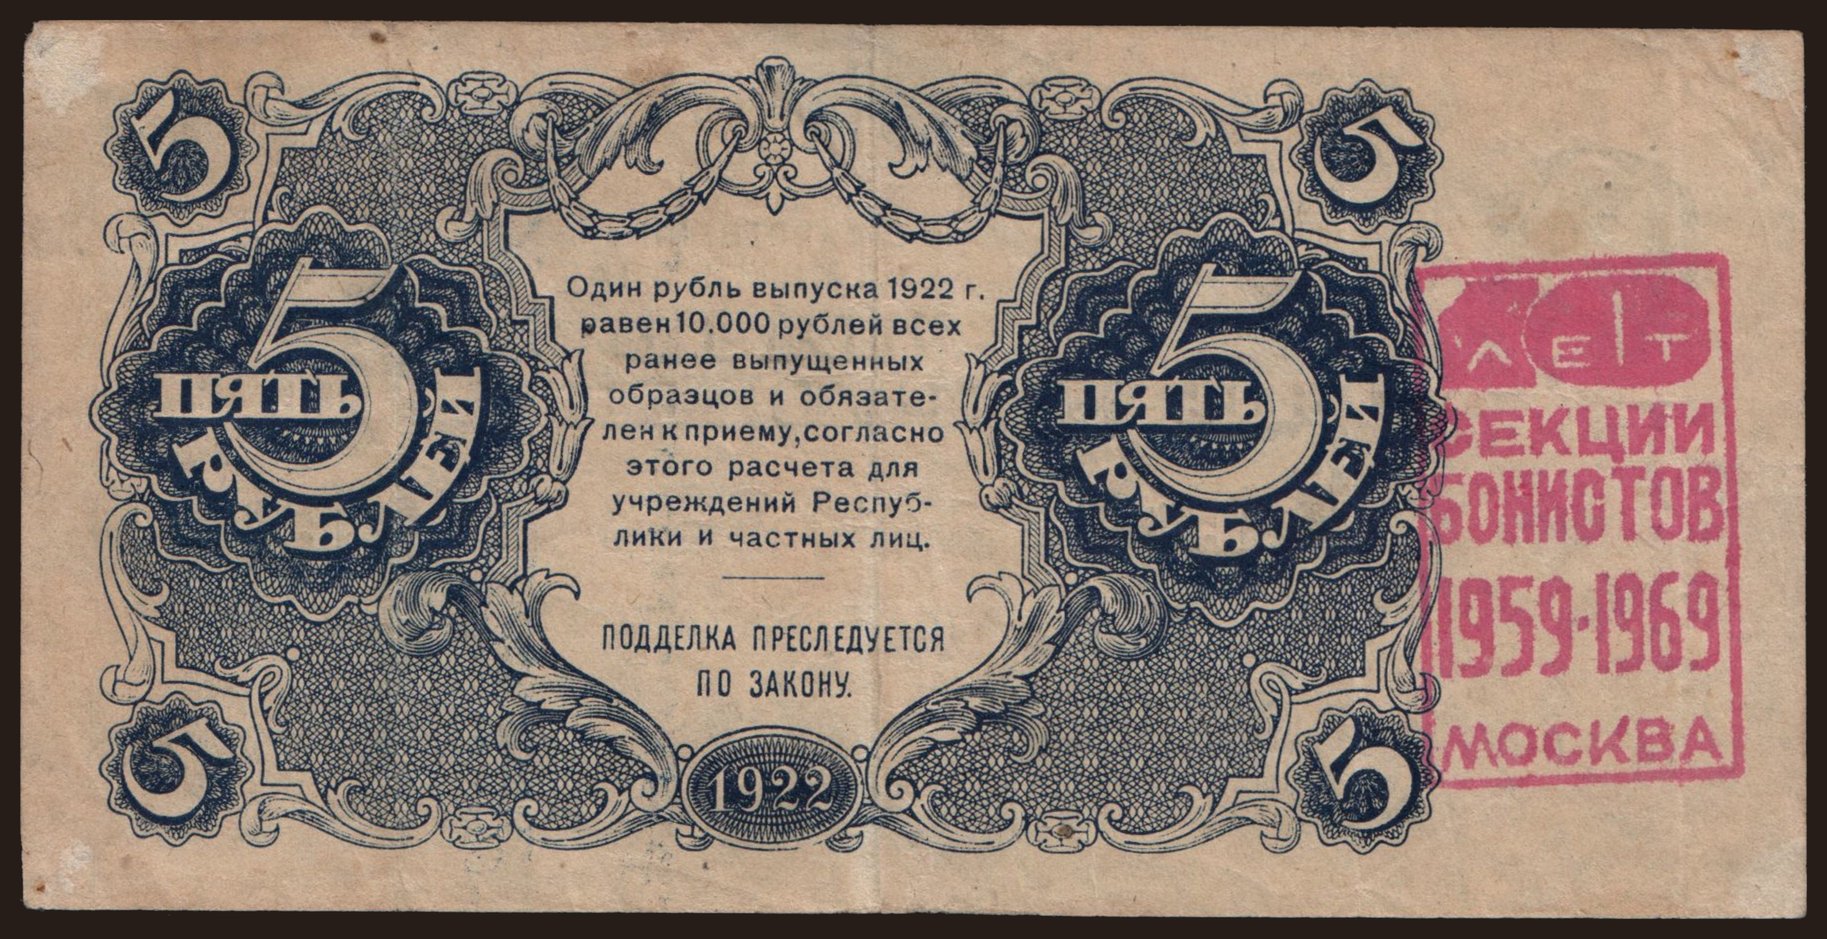 5
5
5 ПЯТЬ РУБЛЕЙ
Один рубль выпуска 1922 г.
равен 10.000 рублей всех
ранее выпущенных
образцов и обязате-
лен к приему, согласно
этого расчета для
учреждений Респуб-
лики и частных лиц.
ПОДДЕЛКА ПРЕСЛЕДУЕТСЯ
ПО ЗАКОНУ.
5 ПЯТЬ РУБЛЕЙ
5
1922
5
10 ЛЕТ
СЕКЦИИ
БОНИСТОВ
1959-1969
МОСКВА